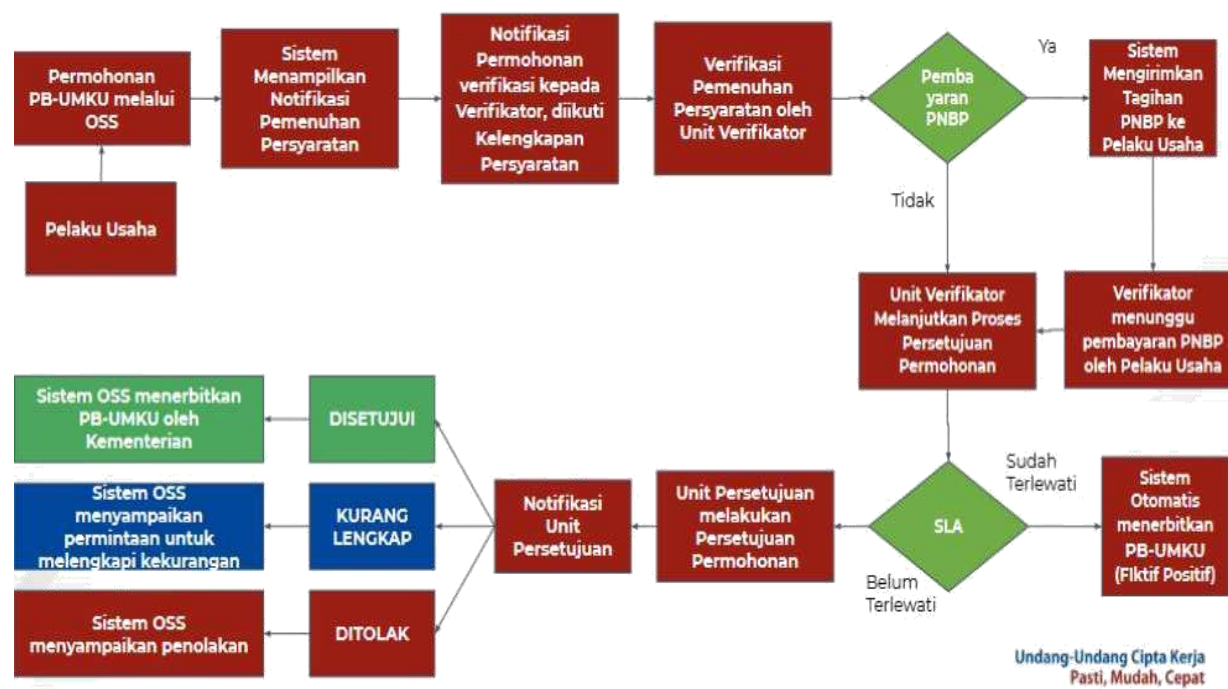 Permohonan
PB-UMKU melalui
OSS
Pelaku Usaha
Sistem
Menampilkan
Notifikasi
Pemenuhan
Persyaratan
Notifikasi
Permohonan
verifikasi kepada
Verifikator, diikuti
Kelengkapan
Persyaratan
Verifikasi
Pemenuhan
Persyaratan oleh
Unit Verifikator
Pemba
yaran
PNBP
Ya
Sistem
Mengirimkan
Tagihan
PNBP ke
Pelaku Usaha
Tidak
Verifikator
menunggu
pembayaran PNBP
oleh Pelaku Usaha
Unit Verifikator
Melanjutkan Proses
Persetujuan
Permohonan
SLA
Sudah
Terlewati
Sistem
Otomatis
menerbitkan
PB-UMKU
(FIktif Positif)
Belum
Terlewati
Unit Persetujuan
melakukan
Persetujuan
Permohonan
Notifikasi
Unit
Persetujuan
DISETUJUI
Sistem OSS menerbitkan
PB-UMKU oleh
Kementerian
KURANG
LENGKAP
Sistem OSS
menyampaikan
permintaan untuk
melengkapi kekurangan
DITOLAK
Sistem OSS
menyampaikan penolakan
Undang-Undang Cipta Kerja
Pasti, Mudah, Cepat